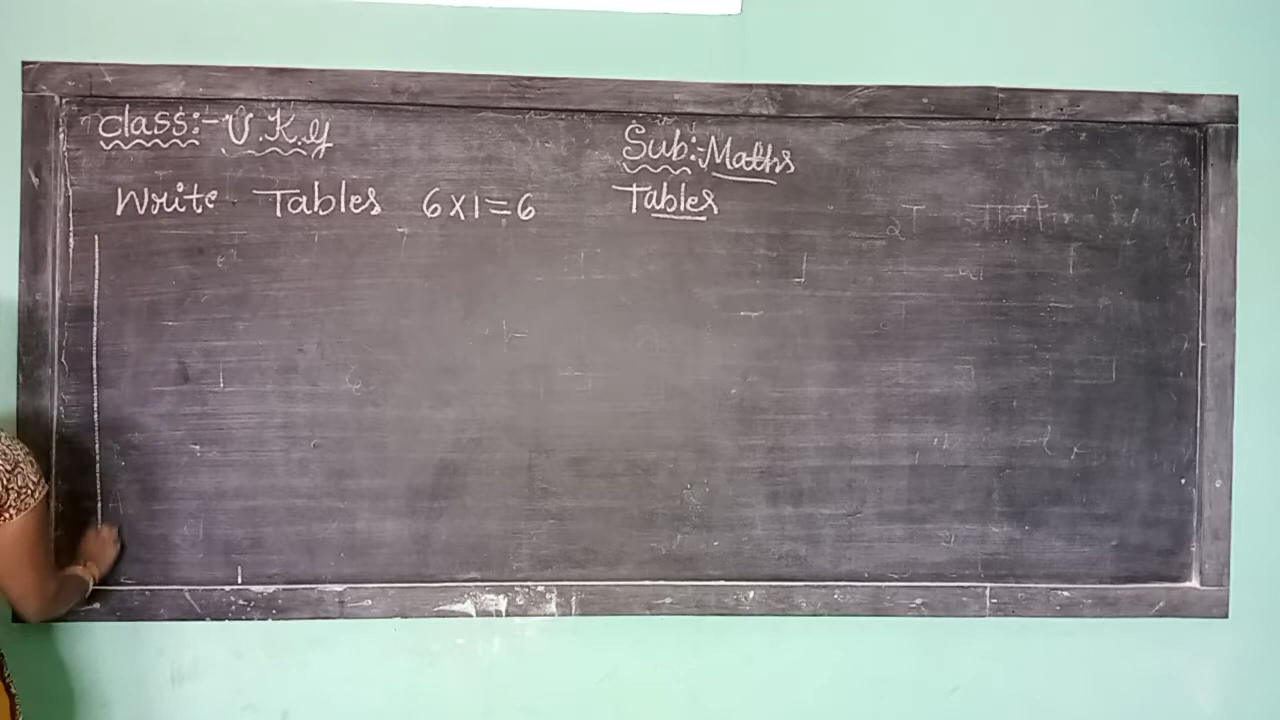 Class:- U.K.g
Sub:- Maths
Write Tables 6x1=6
Tables